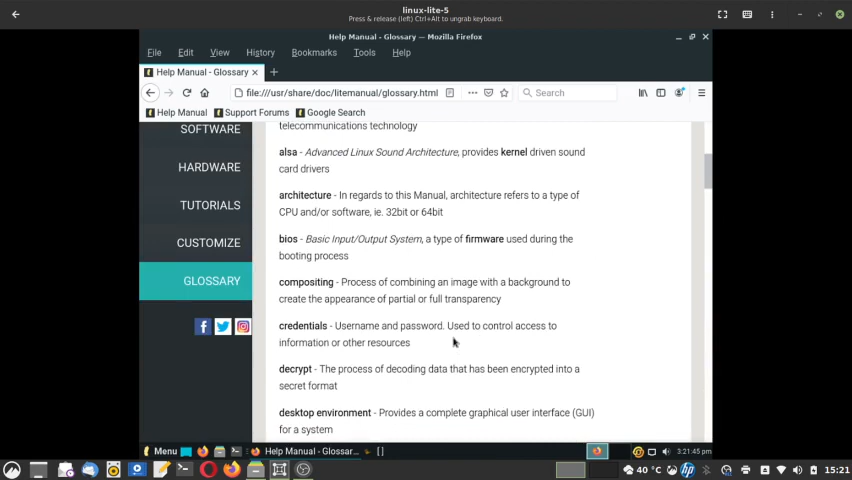 linux-lite-5
Press & release (left) Ctrl+Alt to ungrab keyboard.
Help Manual - Glossary — Mozilla Firefox
File Edit View History Bookmarks Tools Help
Help Manual - Glossary
file:///usr/share/doc/litemanual/glossary.html
Search
Help Manual Support Forums Google Search
SOFTWARE
HARDWARE
TUTORIALS
CUSTOMIZE
GLOSSARY
telecommunications technology
alsa - Advanced Linux Sound Architecture, provides kernel driven sound
card drivers
architecture - In regards to this Manual, architecture refers to a type of
CPU and/or software, ie. 32bit or 64bit
bios - Basic Input/Output System, a type of firmware used during the
booting process
compositing - Process of combining an image with a background to
create the appearance of partial or full transparency
credentials - Username and password. Used to control access to
information or other resources
decrypt - The process of decoding data that has been encrypted into a
secret format
desktop environment - Provides a complete graphical user interface (GUI)
for a system
Menu
Help Manual - Glossar...
[]
3:21:45 pm
40 °C
hp
15:21